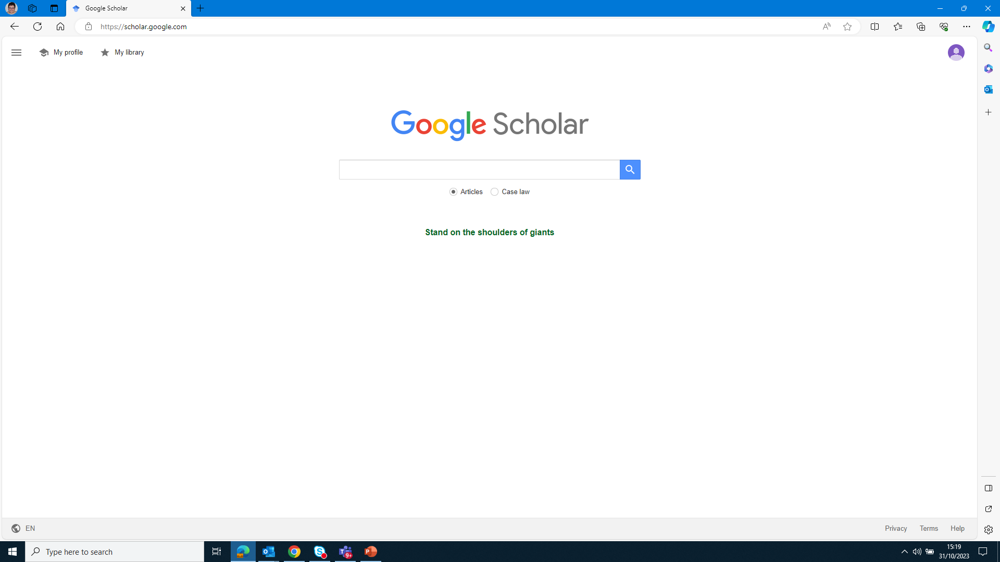 Google Scholar
https://scholar.google.com
My profile
My library
Google Scholar
Articles
Case law
Stand on the shoulders of giants
EN
Privacy
Terms
Help
Type here to search
9+
15:19
31/10/2023